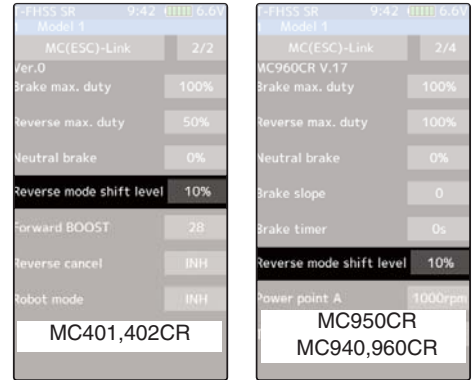 T-FHSS SR 9:42 6.6V
1 Model 1
MC(ESC)-Link 2/2
Ver.0
Brake max. duty 100%
Reverse max. duty 50%
Neutral brake 0%
Reverse mode shift level 10%
Forward BOOST 28
Reverse cancel INH
Robot mode INH
MC401,402CR
T-FHSS SR 9:42 6.6V
1 Model 1
MC(ESC)-Link 2/4
MC960CR V.17
Brake max. duty 100%
Reverse max. duty 100%
Neutral brake 0%
Brake slope 0
Brake timer 0s
Reverse mode shift level 10%
Power point A 1000rpm
MC950CR
MC940,960CR